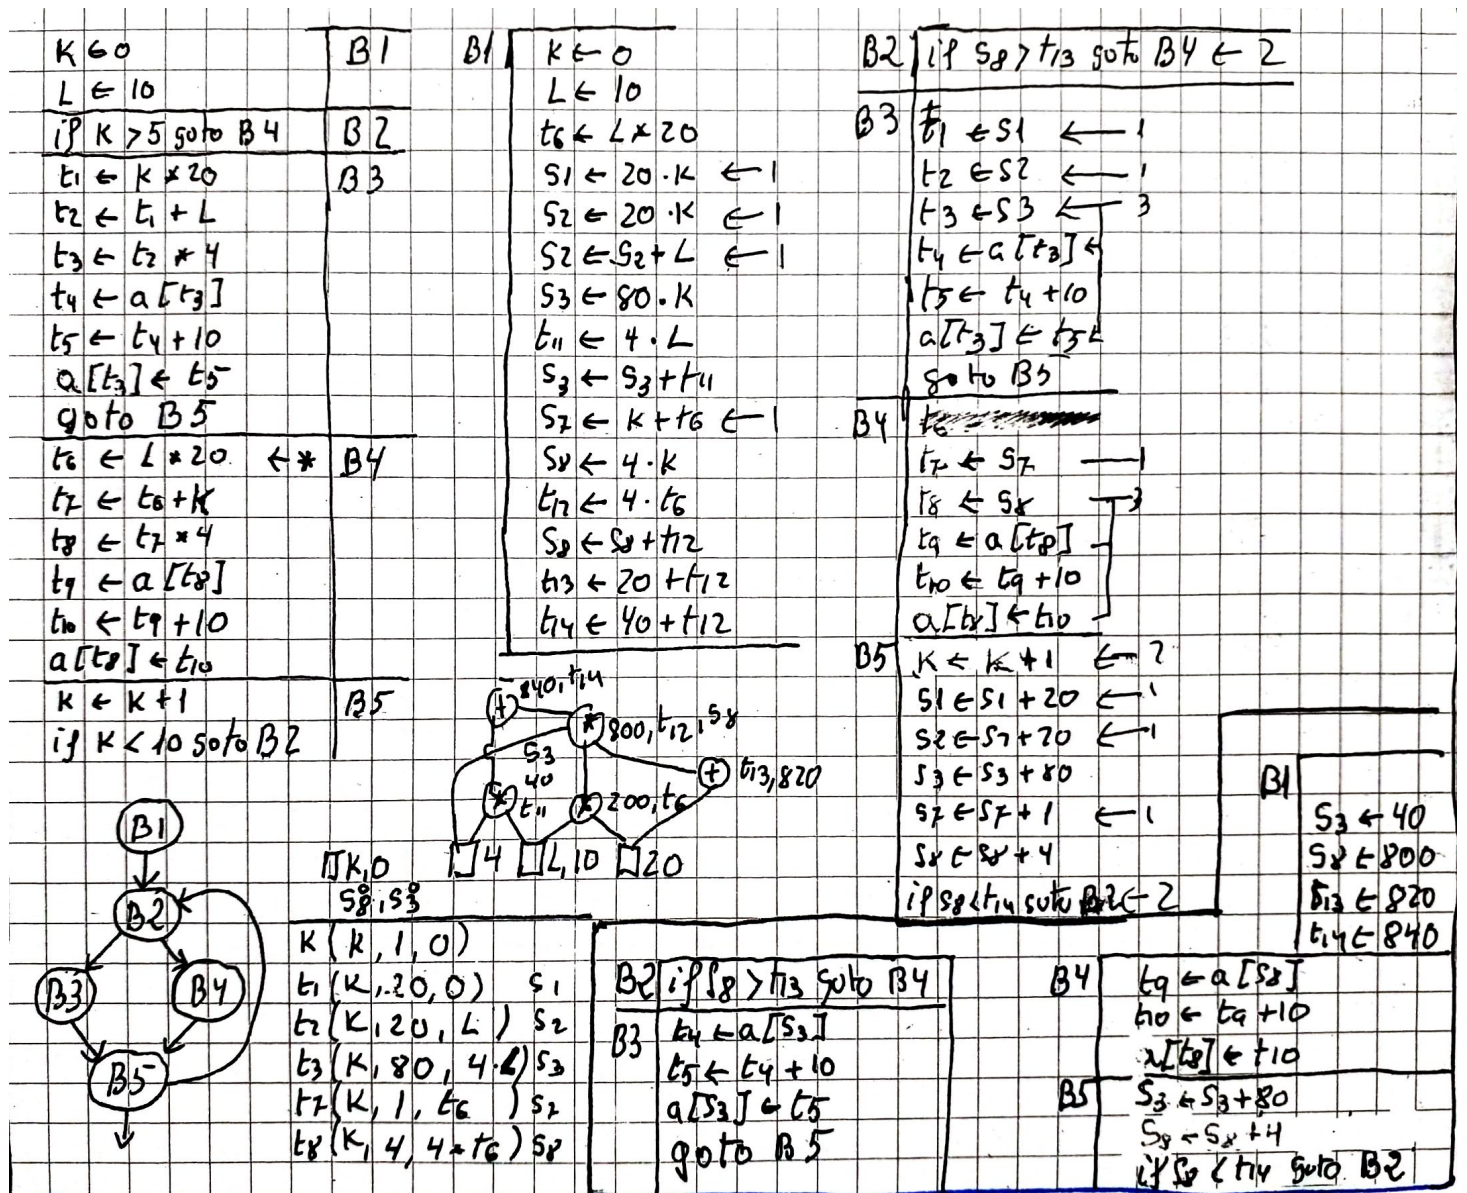 K ← 0 B1
L ← 10
if K > 5 goto B4 B2
t1 ← K * 20 B3
t2 ← t1 + L
t3 ← t2 * 4
t4 ← a[t3]
t5 ← t4 + 10
a[t3] ← t5
goto B5
t6 ← L * 20 ← * B4
t7 ← t6 + K
t8 ← t7 * 4
t9 ← a[t8]
t10 ← t9 + 10
a[t8] ← t10
K ← K + 1 B5
if K < 10 goto B2
B1
B2
B3 B4
B5
B1 K ← 0
L ← 10
t6 ← L * 20
S1 ← 20 · K ← 1
S2 ← 20 · K ← 1
S2 ← S2 + L ← 1
S3 ← 80 · K
t11 ← 4 · L
S3 ← S3 + t11
S7 ← K + t6 ← 1
S8 ← 4 · K
t12 ← 4 · t6
S8 ← S8 + t12
t13 ← 20 + t12
t14 ← 40 + t12
+ 840, t14
* 800, t12, S8
S3
40
t11
*
* 200, t6
+ t13, 820
K, 0 4 L, 10 20
S8°, S3°
K (K, 1, 0)
t1 (K, 20, 0) S1
t2 (K, 20, L) S2
t3 (K, 80, 4·L) S3
t7 (K, 1, t6) S7
t8 (K, 4, 4*t6) S8
B2 if S8 > t13 goto B4 ← 2
B3 t1 ← S1 ← 1
t2 ← S2 ← 1
t3 ← S3 ← 3
t4 ← a[t3] ←
t5 ← t4 + 10
a[t3] ← t5 ←
goto B5
B4 t6
t7 ← S7 — 1
t8 ← S8 — 3
t9 ← a[t8]
t10 ← t9 + 10
a[t8] ← t10
B5 K ← K + 1 ← 2
S1 ← S1 + 20 ← 1
S2 ← S2 + 20 ← 1
S3 ← S3 + 80
S7 ← S7 + 1 ← 1
S8 ← S8 + 4
if S8 < t14 goto B2 ← 2
B1
S3 ← 40
S8 ← 800
t13 ← 820
t14 ← 840
B2 if S8 > t13 goto B4
B3 t4 ← a[S3]
t5 ← t4 + 10
a[S3] ← t5
goto B5
B4 t9 ← a[S8]
t10 ← t9 + 10
a[t8] ← t10
B5 S3 ← S3 + 80
S8 ← S8 + 4
if S8 < t14 goto B2